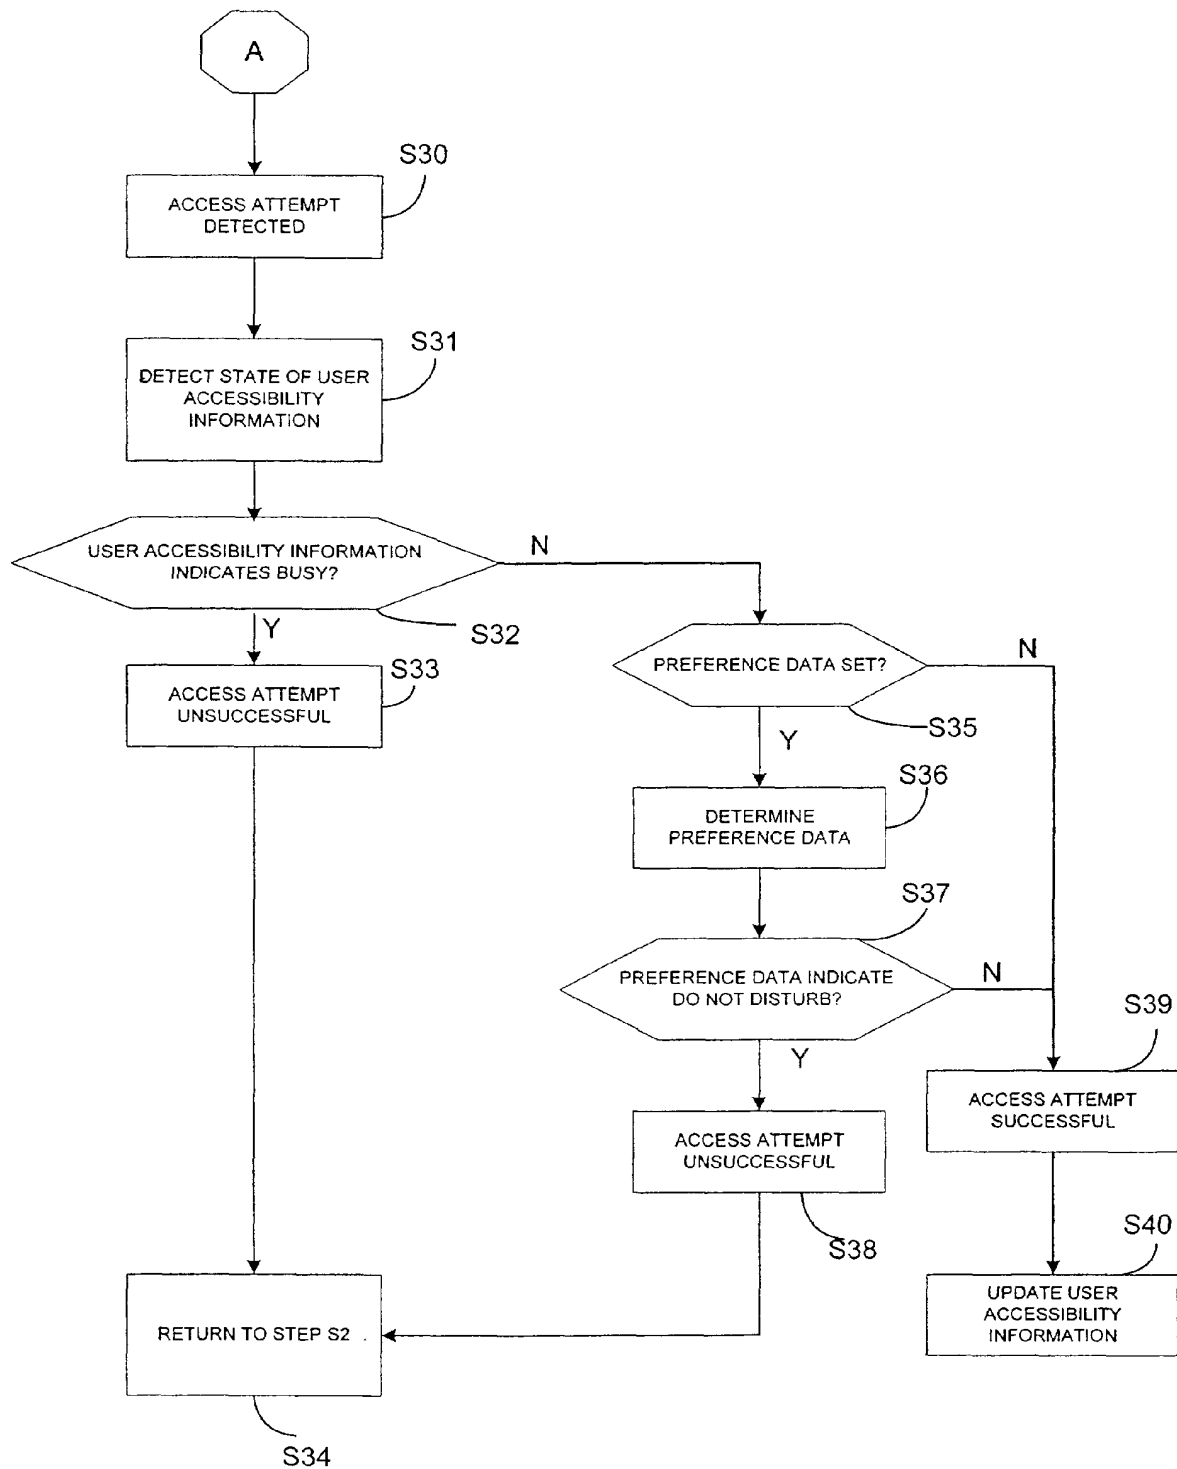 A
S30
ACCESS ATTEMPT
DETECTED
S31
DETECT STATE OF USER
ACCESSIBILITY
INFORMATION
USER ACCESSIBILITY INFORMATION
INDICATES BUSY?
N
S32
Y
S33
ACCESS ATTEMPT
UNSUCCESSFUL
PREFERENCE DATA SET?
N
S35
Y
S36
DETERMINE
PREFERENCE DATA
S37
PREFERENCE DATA INDICATE
DO NOT DISTURB?
N
Y
S39
ACCESS ATTEMPT
SUCCESSFUL
ACCESS ATTEMPT
UNSUCCESSFUL
S38
S40
UPDATE USER
ACCESSIBILITY
INFORMATION
RETURN TO STEP S2
S34